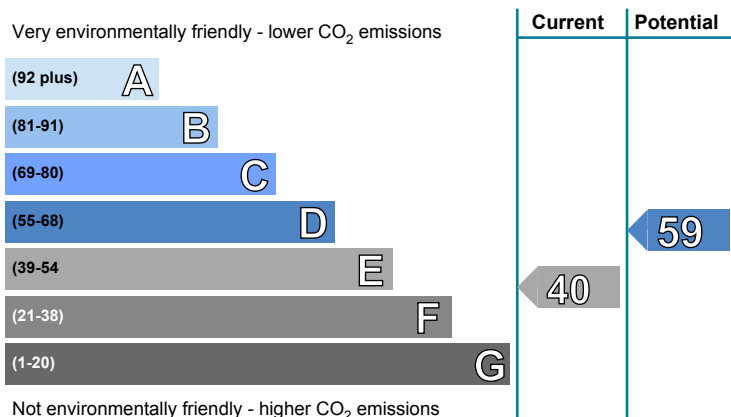 Current Potential
Very environmentally friendly - lower CO2 emissions
(92 plus) A
(81-91) B
(69-80) C
(55-68) D
59
(39-54 E
40
(21-38) F
(1-20) G
Not environmentally friendly - higher CO2 emissions